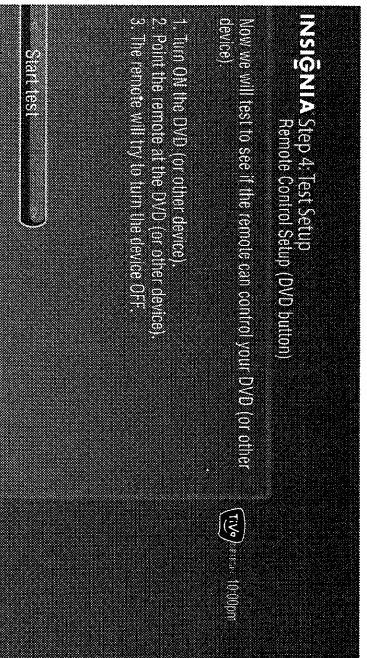 INSIGNIA Step 4: Test Setup
Remote Control Setup (DVD button)
TiVo
10:00pm
Now we will test to see if the remote can control your DVD (or other
device).
1. Turn ON the DVD (or other device).
2. Point the remote at the DVD (or other device).
3. The remote will try to turn the device OFF.
Start test